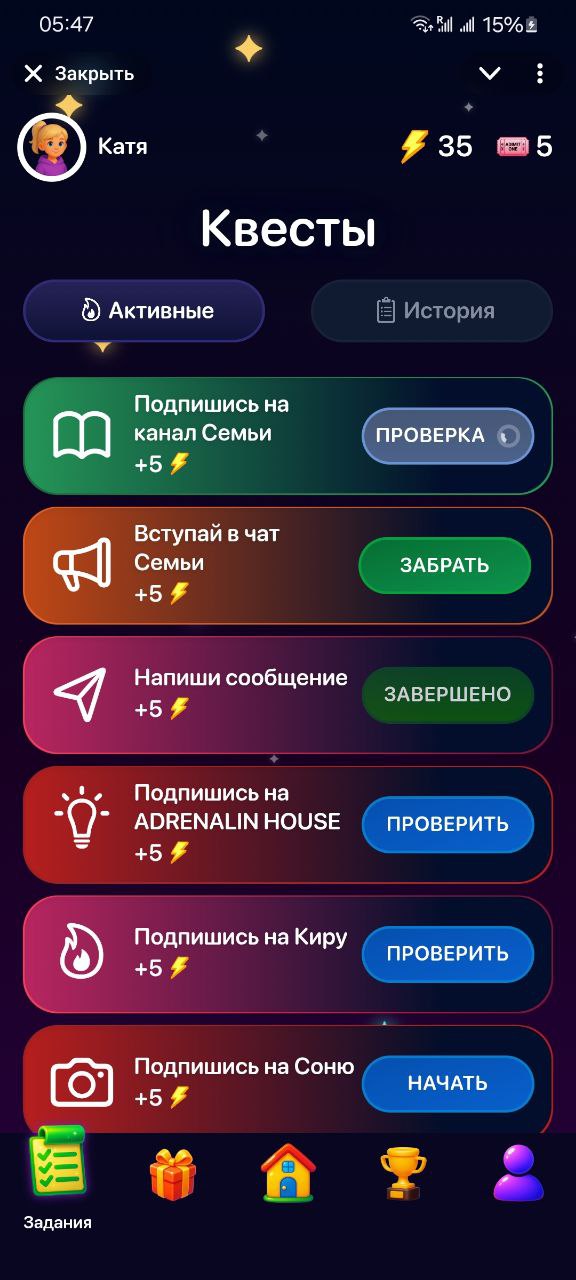 05:47
R
15%
Закрыть
Катя
35
ADMIT
ONE
5
Квесты
Активные
История
Подпишись на
канал Семьи
+5
ПРОВЕРКА
Вступай в чат
Семьи
+5
ЗАБРАТЬ
Напиши сообщение
+5
ЗАВЕРШЕНО
Подпишись на
ADRENALIN HOUSE
+5
ПРОВЕРИТЬ
Подпишись на Киру
+5
ПРОВЕРИТЬ
Подпишись на Соню
+5
НАЧАТЬ
Задания